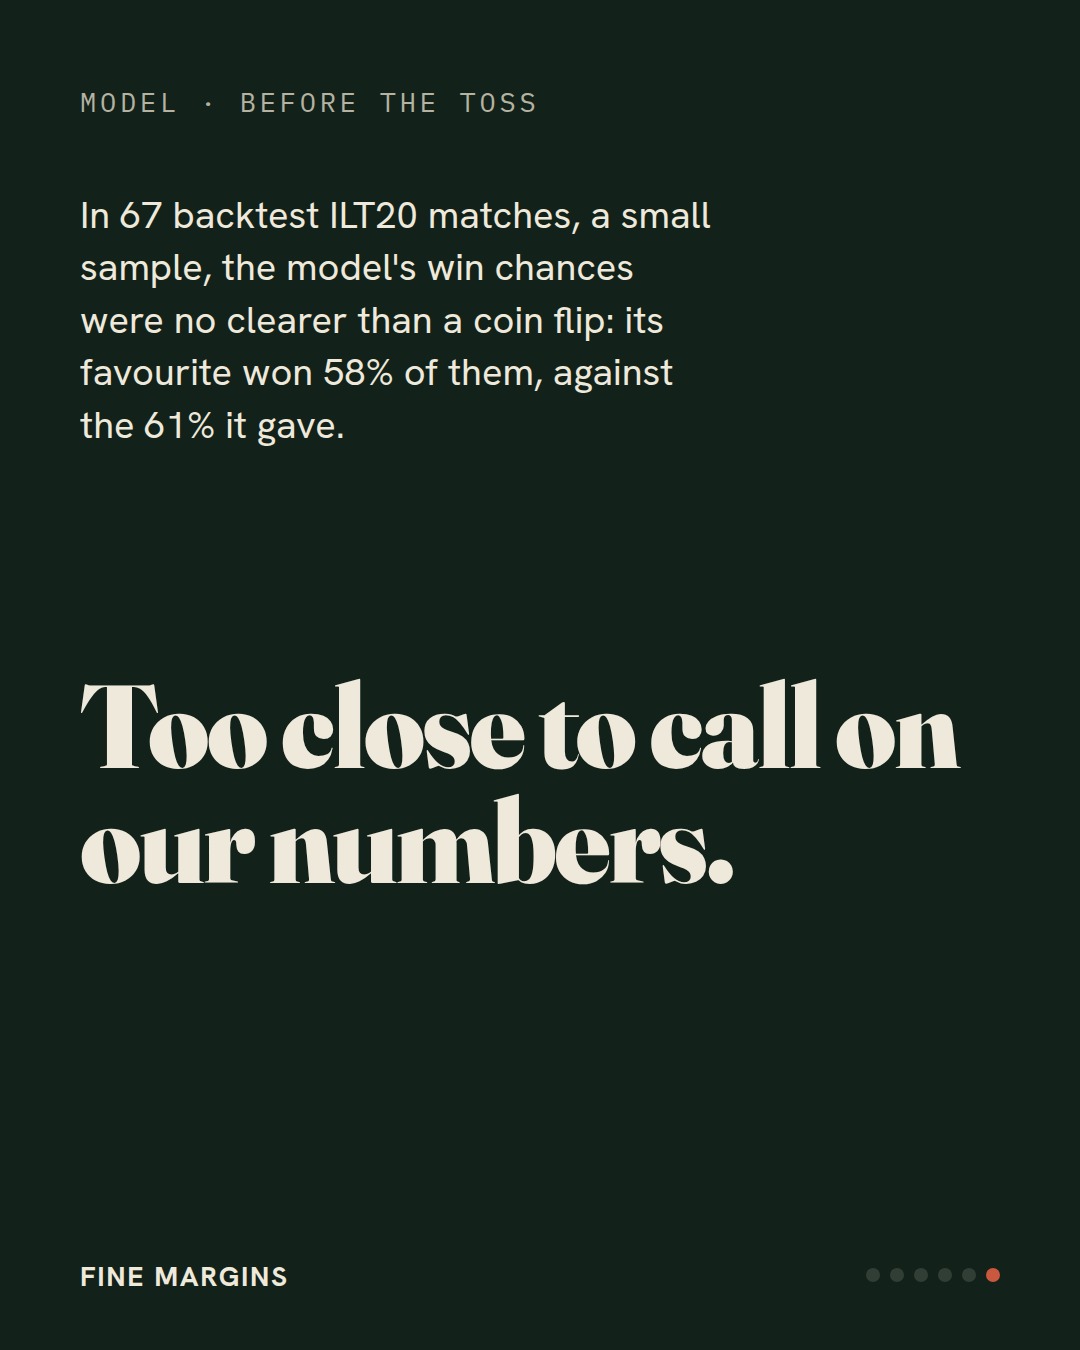 MODEL · BEFORE THE TOSS
In 67 backtest ILT20 matches, a small
sample, the model's win chances
were no clearer than a coin flip: its
favourite won 58% of them, against
the 61% it gave.
Too close to call on
our numbers.
FINE MARGINS